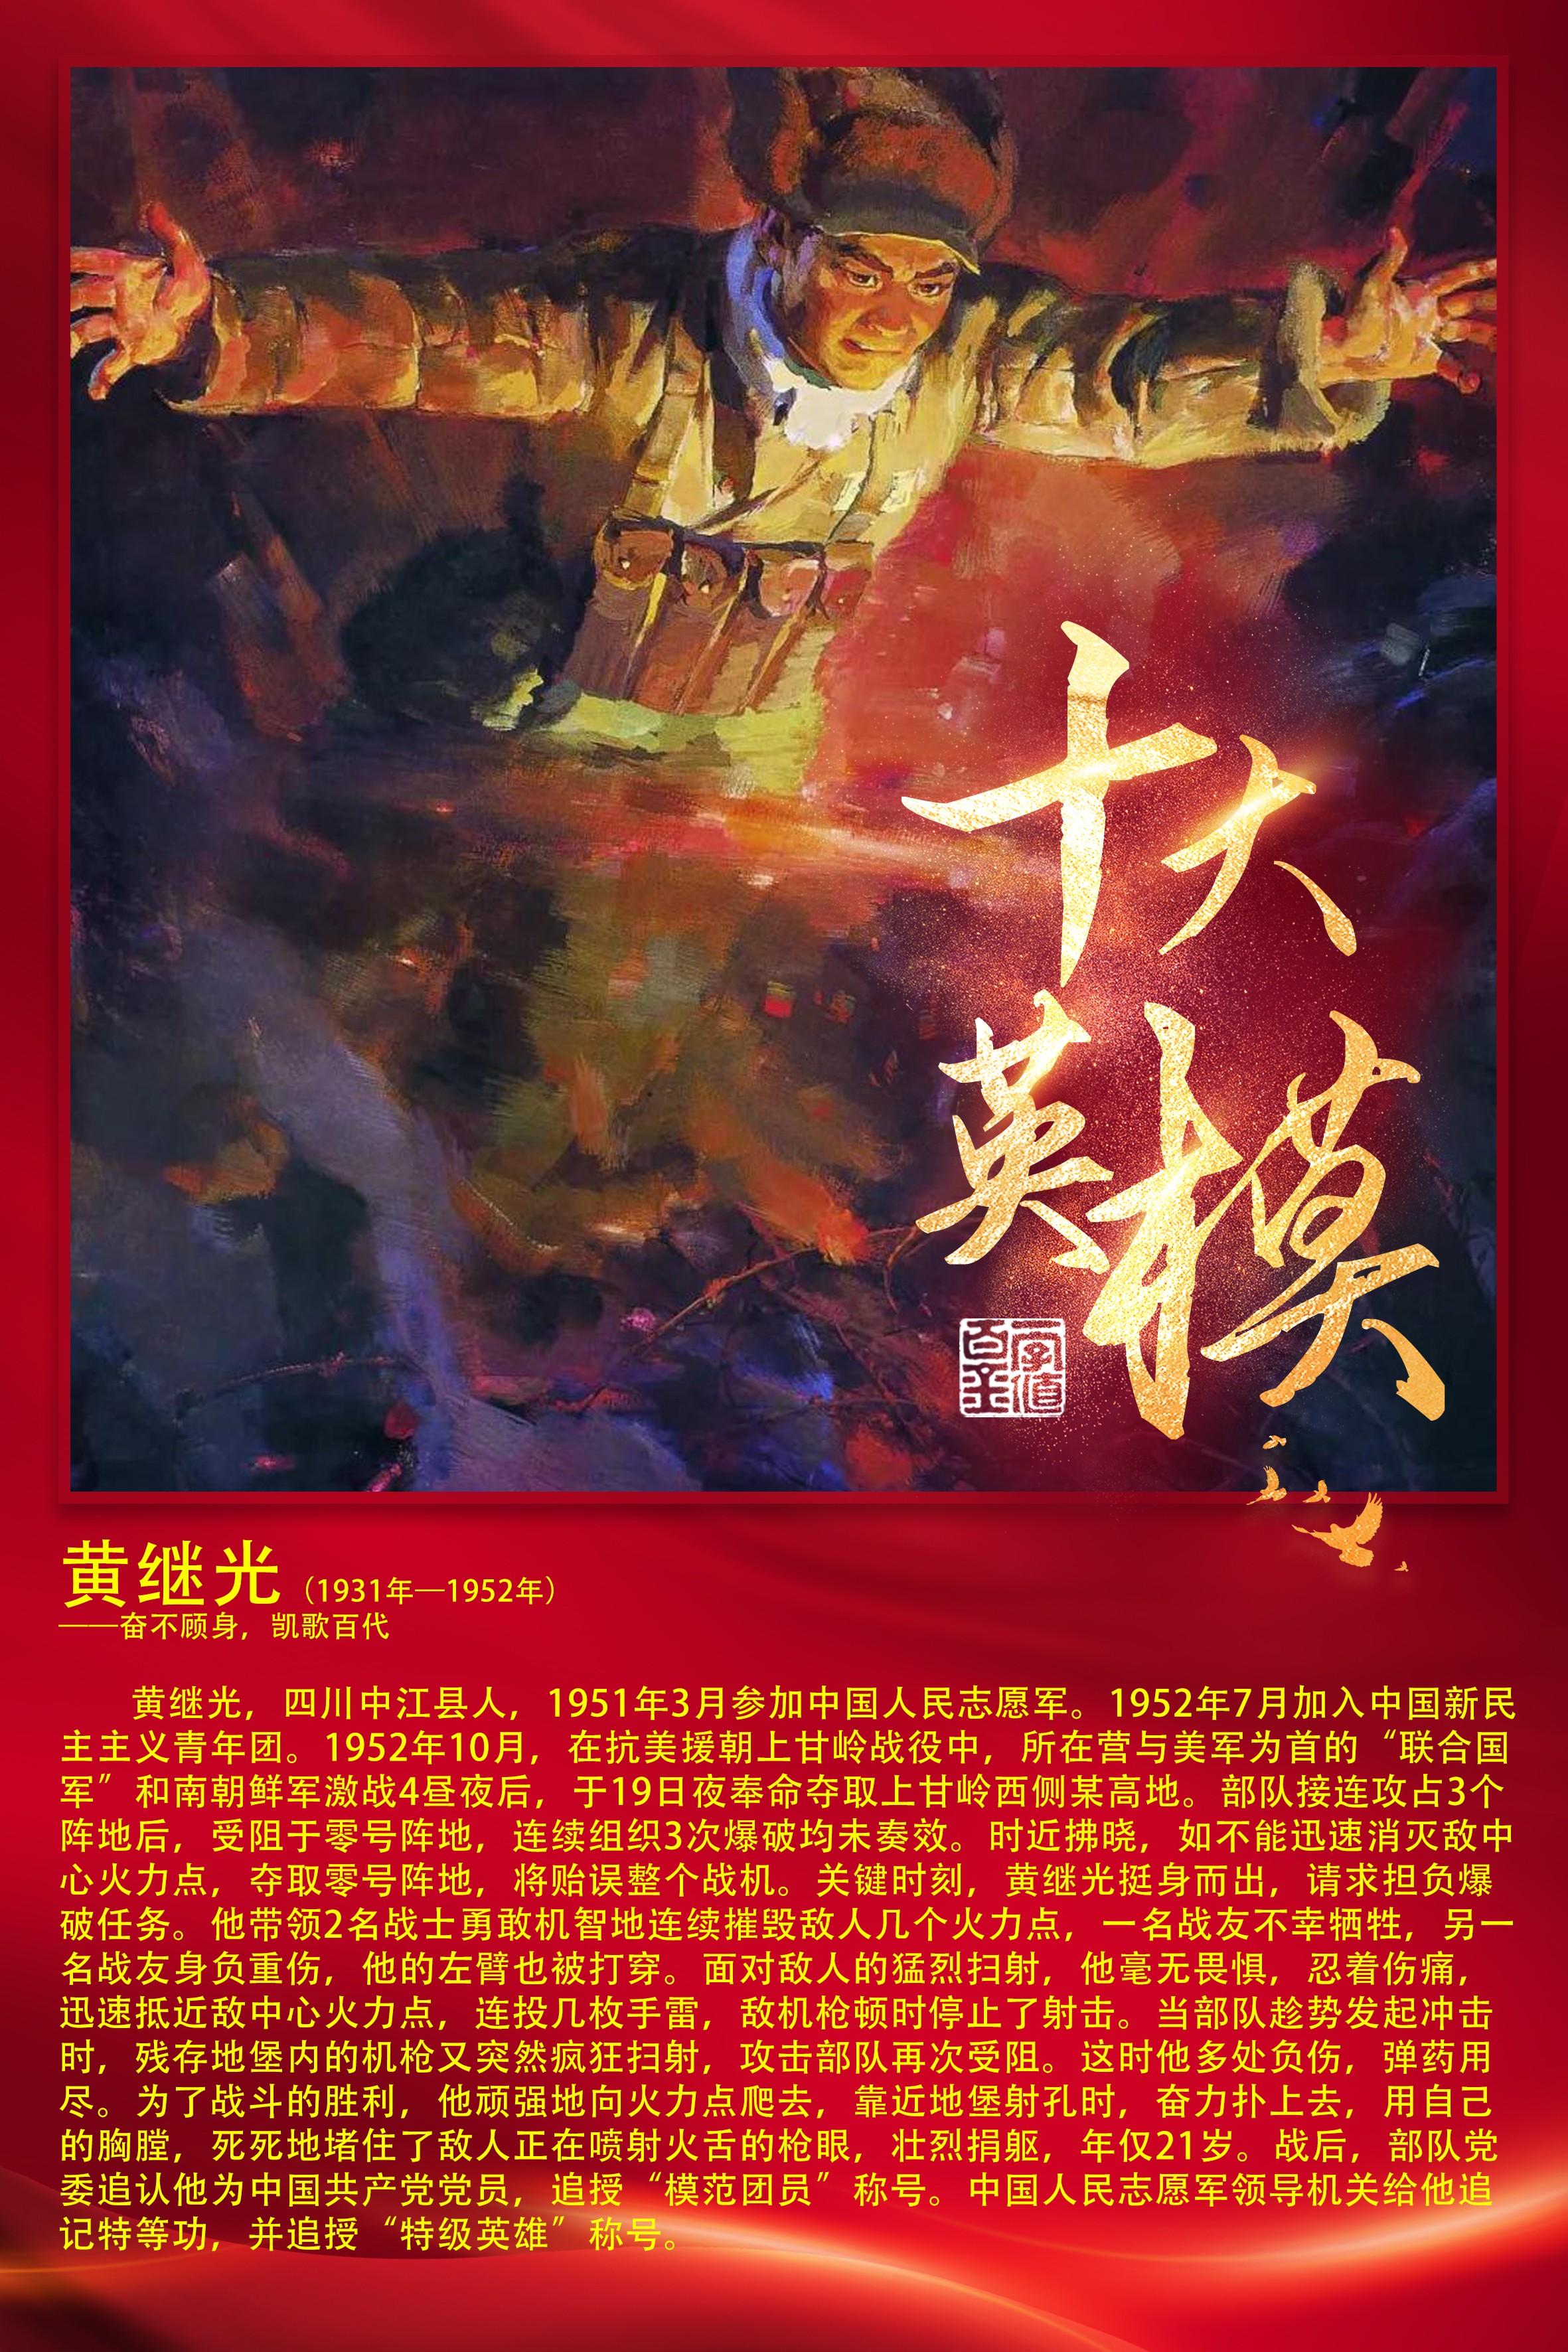 十大
英模
一字值百金
黄继光（1931年—1952年）
——奋不顾身，凯歌百代
黄继光，四川中江县人，1951年3月参加中国人民志愿军。1952年7月加入中国新民
主主义青年团。1952年10月，在抗美援朝上甘岭战役中，所在营与美军为首的“联合国
军”和南朝鲜军激战4昼夜后，于19日夜奉命夺取上甘岭西侧某高地。部队接连攻占3个
阵地后，受阻于零号阵地，连续组织3次爆破均未奏效。时近拂晓，如不能迅速消灭敌中
心火力点，夺取零号阵地，将贻误整个战机。关键时刻，黄继光挺身而出，请求担负爆
破任务。他带领2名战士勇敢机智地连续摧毁敌人几个火力点，一名战友不幸牺牲，另一
名战友身负重伤，他的左臂也被打穿。面对敌人的猛烈扫射，他毫无畏惧，忍着伤痛，
迅速抵近敌中心火力点，连投几枚手雷，敌机枪顿时停止了射击。当部队趁势发起冲击
时，残存地堡内的机枪又突然疯狂扫射，攻击部队再次受阻。这时他多处负伤，弹药用
尽。为了战斗的胜利，他顽强地向火力点爬去，靠近地堡射孔时，奋力扑上去，用自己
的胸膛，死死地堵住了敌人正在喷射火舌的枪眼，壮烈捐躯，年仅21岁。战后，部队党
委追认他为中国共产党党员，追授“模范团员”称号。中国人民志愿军领导机关给他追
记特等功，并追授“特级英雄”称号。